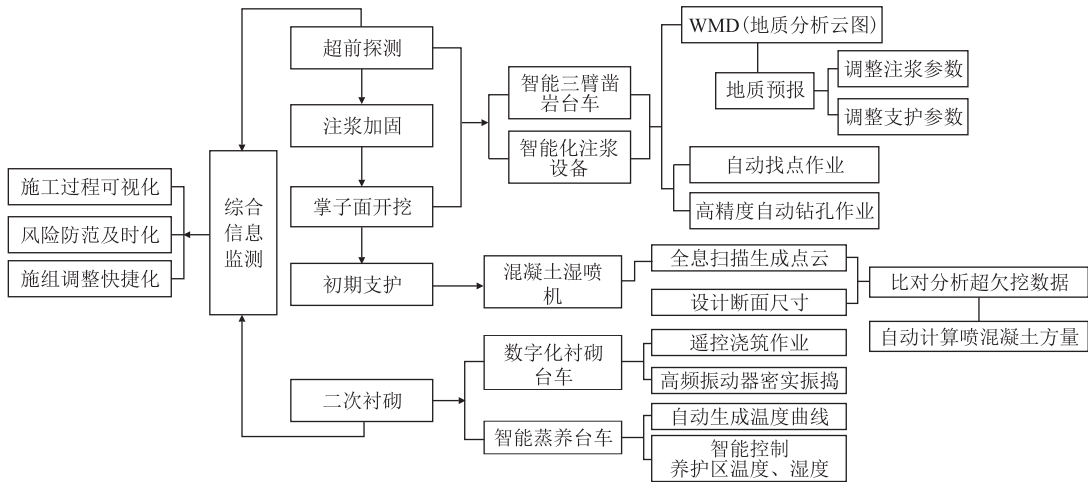 超前探测
注浆加固
掌子面开挖
初期支护
二次衬砌
综合
信息
监测
施工过程可视化
风险防范及时化
施组调整快捷化
智能三臂凿
岩台车
智能化注浆
设备
WMD(地质分析云图)
地质预报
调整注浆参数
调整支护参数
自动找点作业
高精度自动钻孔作业
混凝土湿喷
机
全息扫描生成点云
设计断面尺寸
比对分析超欠挖数据
自动计算喷混凝土方量
数字化衬砌
台车
遥控浇筑作业
高频振动器密实振捣
智能蒸养台车
自动生成温度曲线
智能控制
养护区温度、湿度